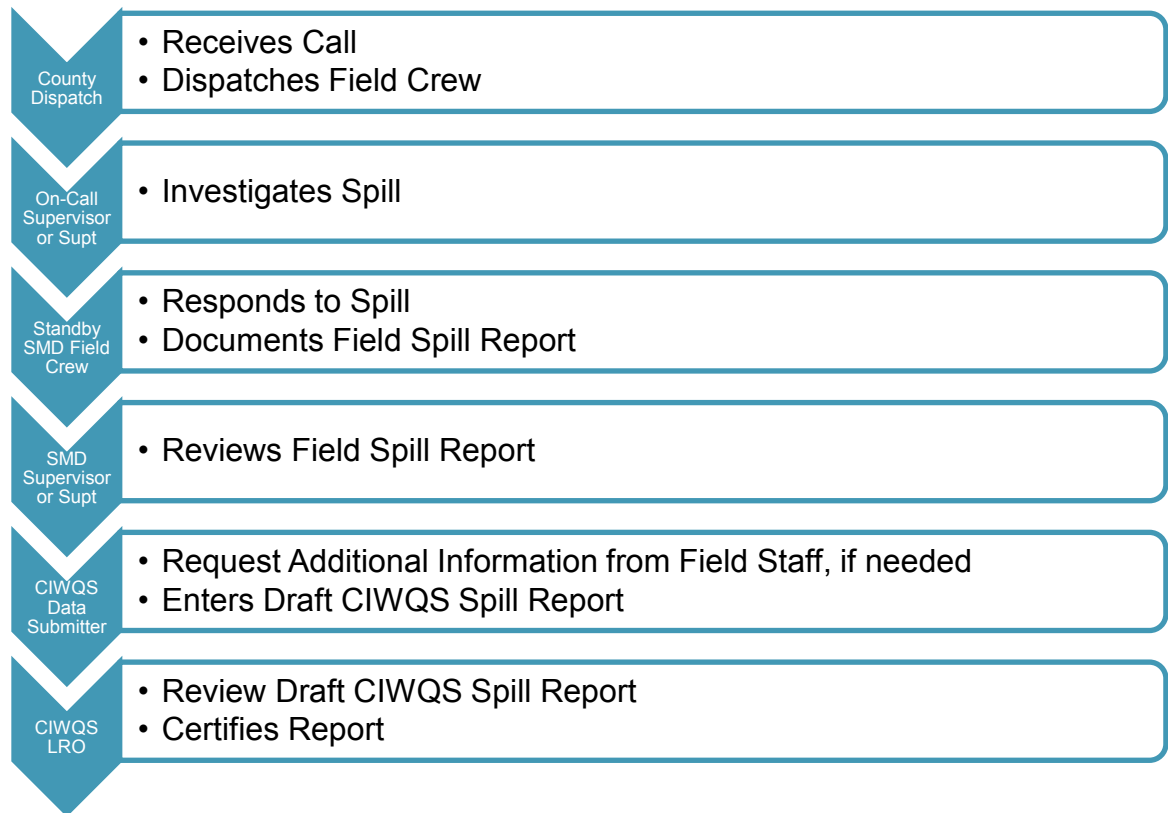 County
Dispatch
• Receives Call
• Dispatches Field Crew
On-Call
Supervisor
or Supt
• Investigates Spill
Standby
SMD Field
Crew
• Responds to Spill
• Documents Field Spill Report
SMD
Supervisor
or Supt
• Reviews Field Spill Report
CIWQS
Data
Submitter
• Request Additional Information from Field Staff, if needed
• Enters Draft CIWQS Spill Report
CIWQS
LRO
• Review Draft CIWQS Spill Report
• Certifies Report